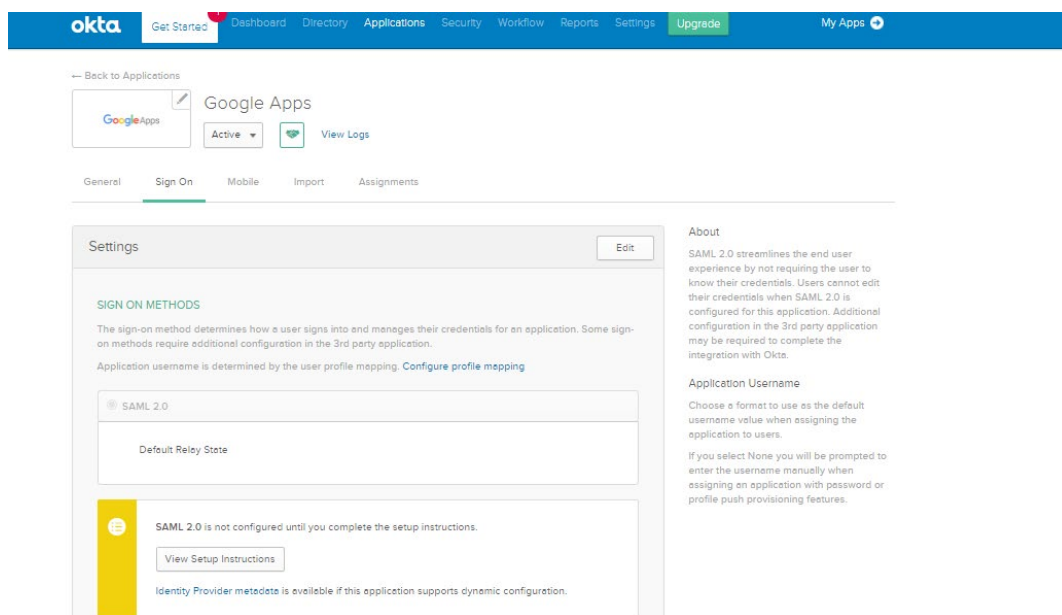 okta
Get Started
Dashboard Directory Applications Security Workflow Reports Settings Upgrade My Apps
← Back to Applications
Google Apps
Google Apps
Active View Logs
General Sign On Mobile Import Assignments
Settings
Edit
SIGN ON METHODS
The sign-on method determines how a user signs into and manages their credentials for an application. Some sign-
on methods require additional configuration in the 3rd party application.
Application username is determined by the user profile mapping. Configure profile mapping
SAML 2.0
Default Relay State
SAML 2.0 is not configured until you complete the setup instructions.
View Setup Instructions
Identity Provider metadata is available if this application supports dynamic configuration.
About
SAML 2.0 streamlines the end user
experience by not requiring the user to
know their credentials. Users cannot edit
their credentials when SAML 2.0 is
configured for this application. Additional
configuration in the 3rd party application
may be required to complete the
integration with Okta.
Application Username
Choose a format to use as the default
username value when assigning the
application to users.
If you select None you will be prompted to
enter the username manually when
assigning an application with password or
profile push provisioning features.